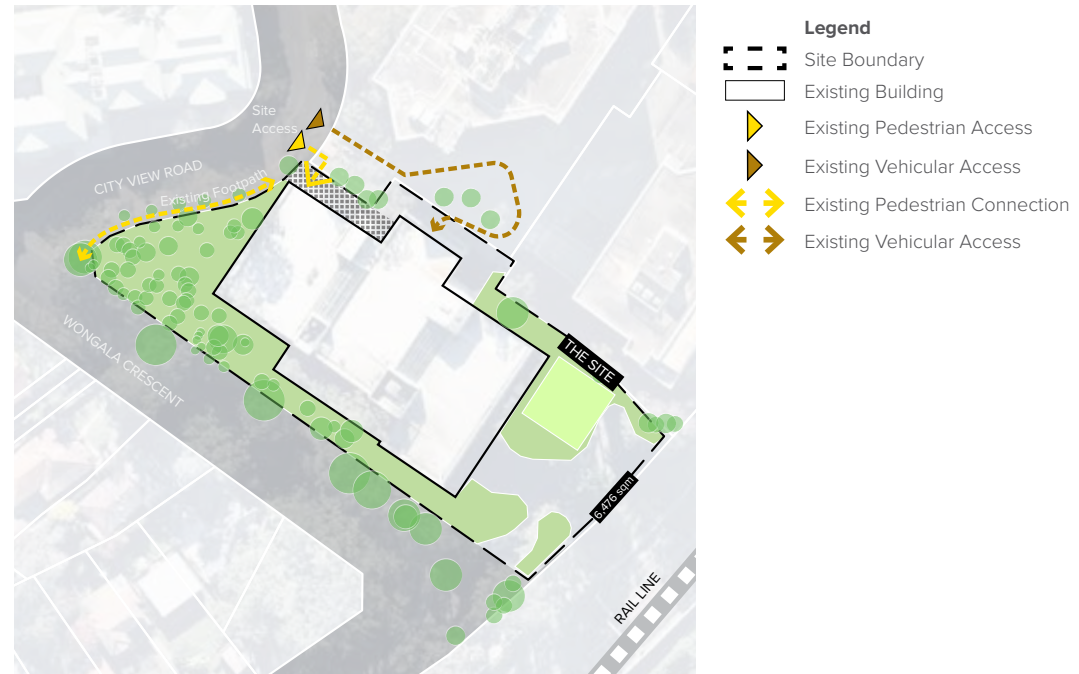 Legend
Site Boundary
Existing Building
Existing Pedestrian Access
Existing Vehicular Access
Existing Pedestrian Connection
Existing Vehicular Access
Site
Access
CITY VIEW ROAD
Existing Footpath
WONGALA CRESCENT
THE SITE
6,476 sqm
RAIL LINE